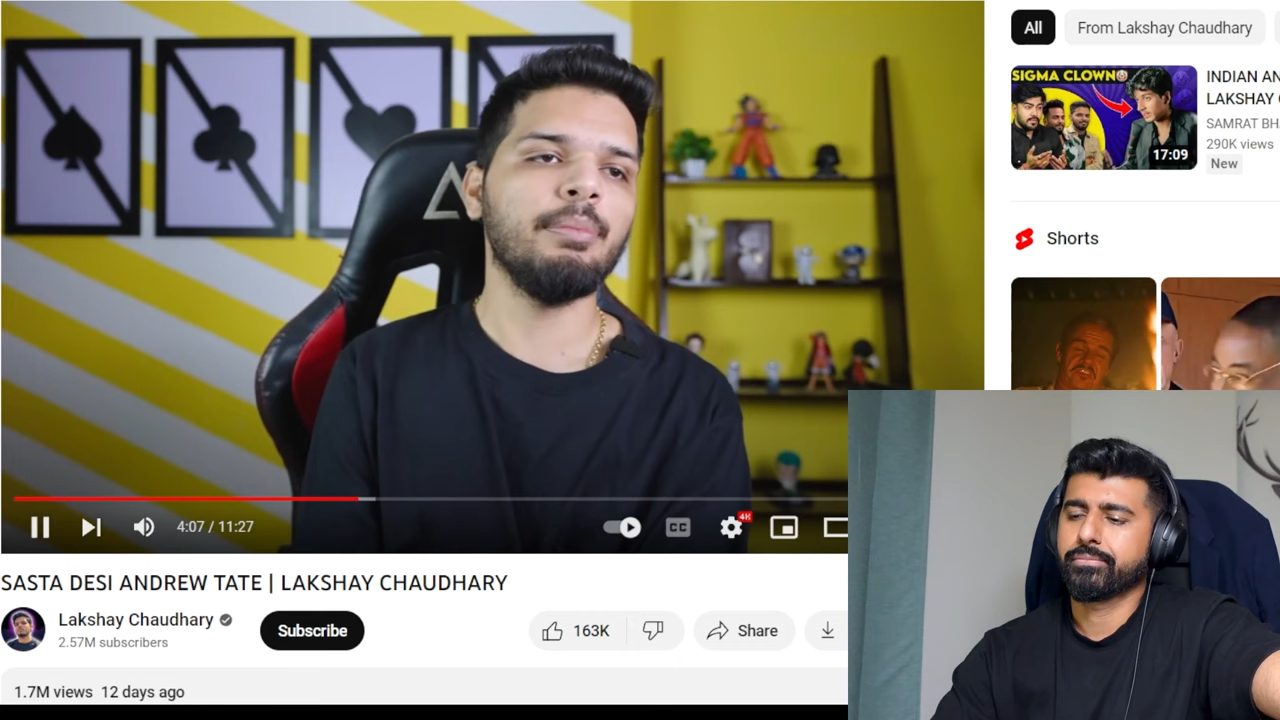 All
From Lakshay Chaudhary
SIGMA CLOWN
17:09
INDIAN AN
LAKSHAY
SAMRAT BH
290K views
New
Shorts
4:07 / 11:27
CC
4K
SASTA DESI ANDREW TATE | LAKSHAY CHAUDHARY
Lakshay Chaudhary
2.57M subscribers
Subscribe
163K
Share
1.7M views 12 days ago